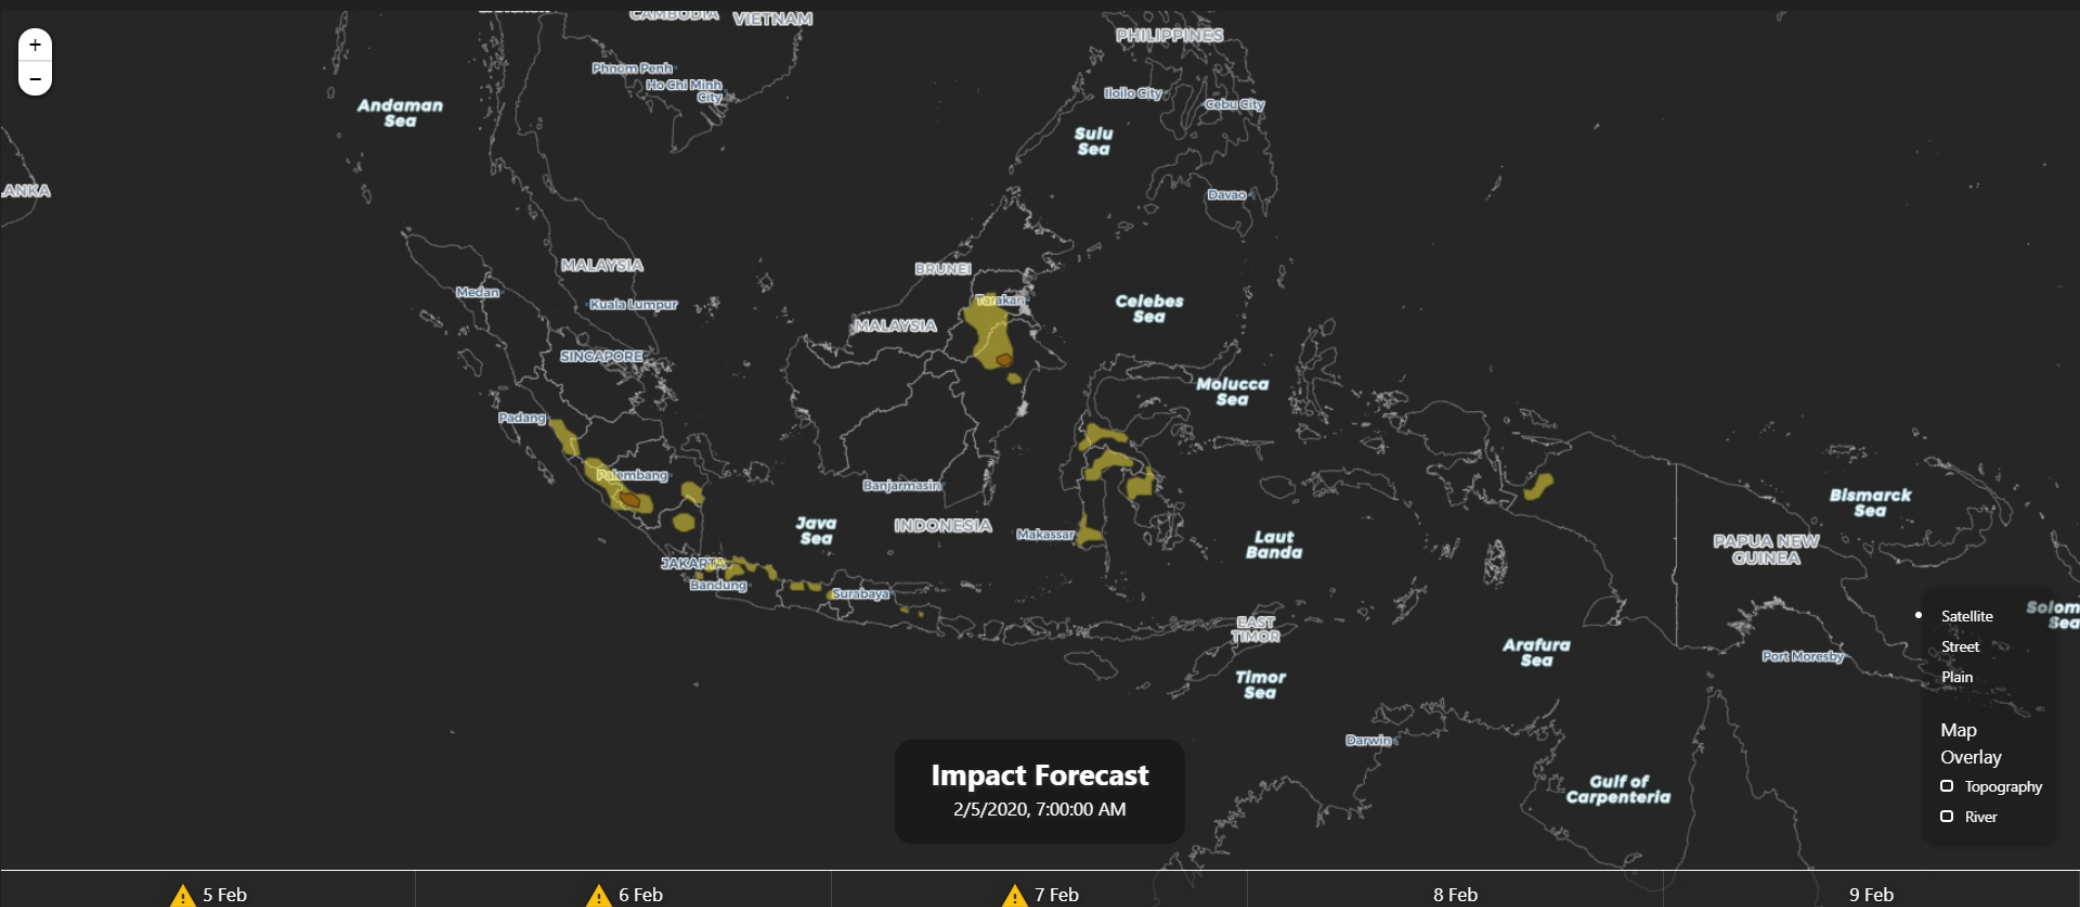 CAMBODIA
VIETNAM
PHILIPPINES
+
−
Phnom Penh
Ho Chi Minh
City
Andaman
Sea
Iloilo City
Cebu City
Sulu
Sea
ANKA
Davao
MALAYSIA
BRUNEI
Medan
Kuala Lumpur
Tarakan
Celebes
Sea
MALAYSIA
SINGAPORE
Molucca
Sea
Padang
Palembang
Banjarmasin
Bismarck
Sea
Java
Sea
INDONESIA
Makassar
Laut
Banda
PAPUA NEW
GUINEA
JAKARTA
Bandung
Surabaya
EAST
TIMOR
Solom
Sea
Arafura
Sea
Port Moresby
Timor
Sea
Darwin
Gulf of
Carpenteria
Satellite
Street
Plain
Map
Overlay
Topography
River
Impact Forecast
2/5/2020, 7:00:00 AM
5 Feb
6 Feb
7 Feb
8 Feb
9 Feb